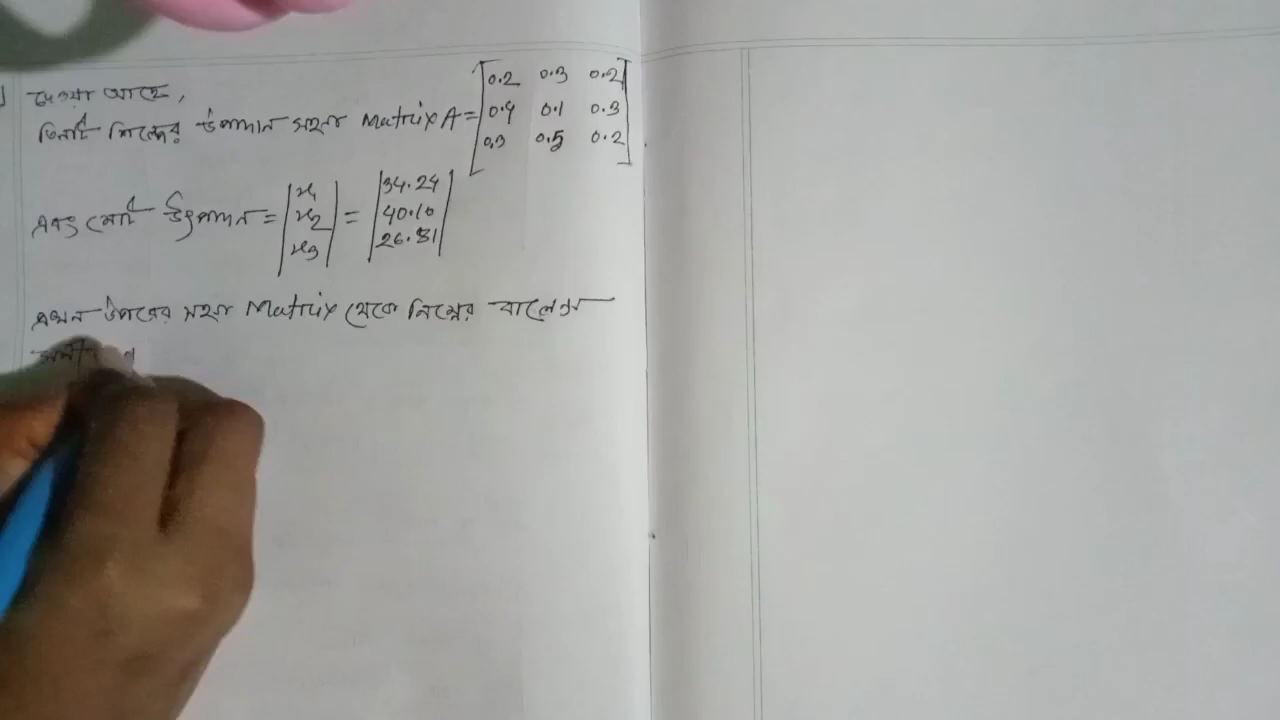 দেওয়া আছে,
তিনটি শিল্পের উপাদান সহগ Matrix A = [0.2 0.3 0.2
0.4 0.1 0.3
0.3 0.5 0.2]
এবং মোট উৎপাদন = |x1 x2 x3| = |34.24 40.10 26.81|
এখন উপরের সহগ Matrix থেকে নিম্নের ব্যালেন্স